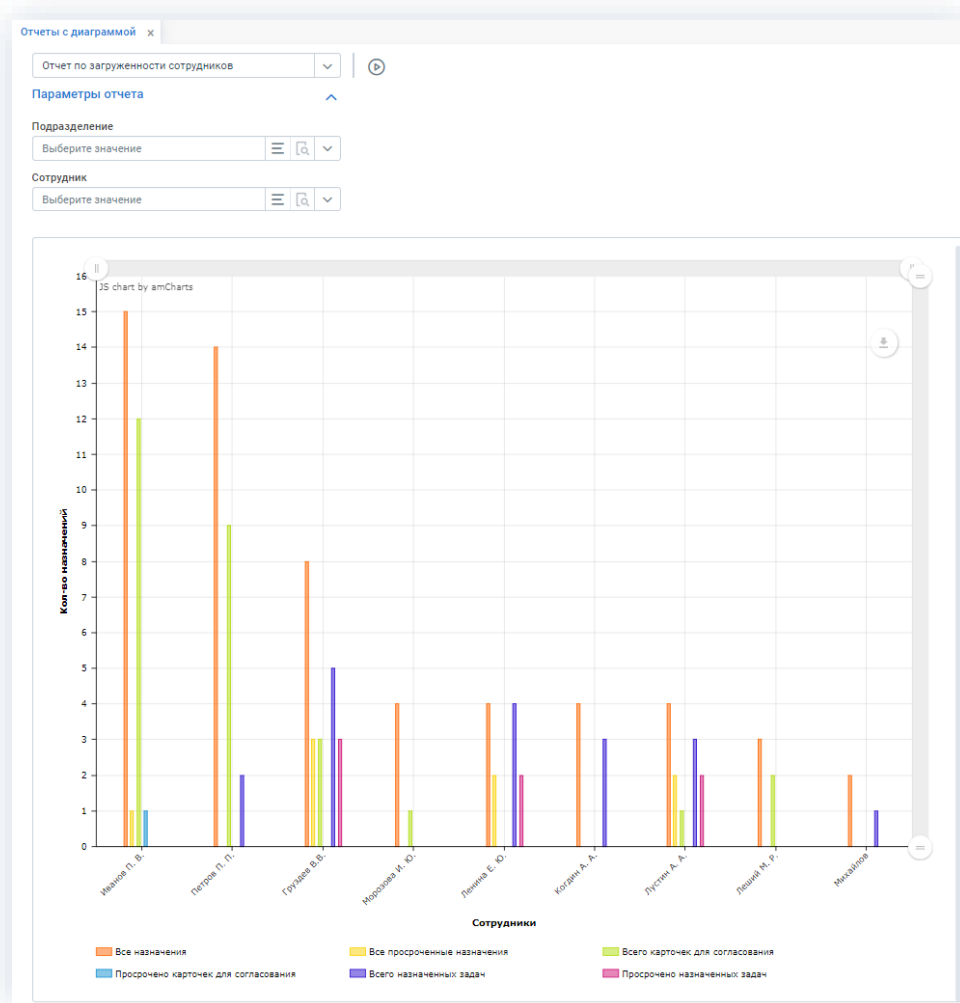 Отчеты с диаграммой
Отчет по загруженности сотрудников
Параметры отчета
Подразделение
Выберите значение
Сотрудник
Выберите значение
JS chart by amCharts
16
15
14
13
12
11
10
9
8
7
6
5
4
3
2
1
0
Кол-во назначений
Иванов П. В.
Петров П. П.
Груздев В.В.
Морозова И. Ю.
Ленина Е. Ю.
Когдин А. А.
Лустин А. А.
Леший М. Р.
Михайлов
Сотрудники
Все назначения
Все просроченные назначения
Всего карточек для согласования
Просрочено карточек для согласования
Всего назначенных задач
Просрочено назначенных задач